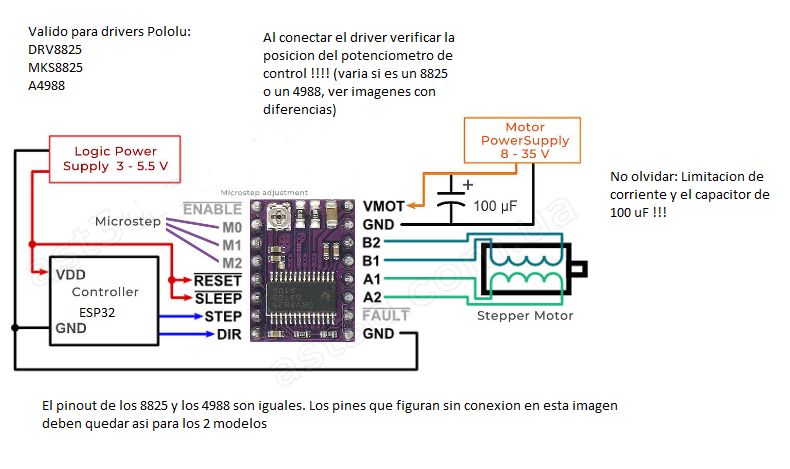 Valido para drivers Pololu:
DRV8825
MKS8825
A4988
Al conectar el driver verificar la
posicion del potenciometro de
control !!!! (varia si es un 8825
o un 4988, ver imagenes con
diferencias)
Logic Power
Supply 3 - 5.5 V
Motor
PowerSupply
8 - 35 V
No olvidar: Limitacion de
corriente y el capacitor de
100 uF !!!
Microstep adjustment
ENABLE
Microstep
M0
M1
M2
RESET
SLEEP
STEP
DIR
VDD
Controller
ESP32
GND
VMOT
GND
B2
B1
A1
A2
FAULT
GND
+
100 µF
Stepper Motor
El pinout de los 8825 y los 4988 son iguales. Los pines que figuran sin conexion en esta imagen
deben quedar asi para los 2 modelos